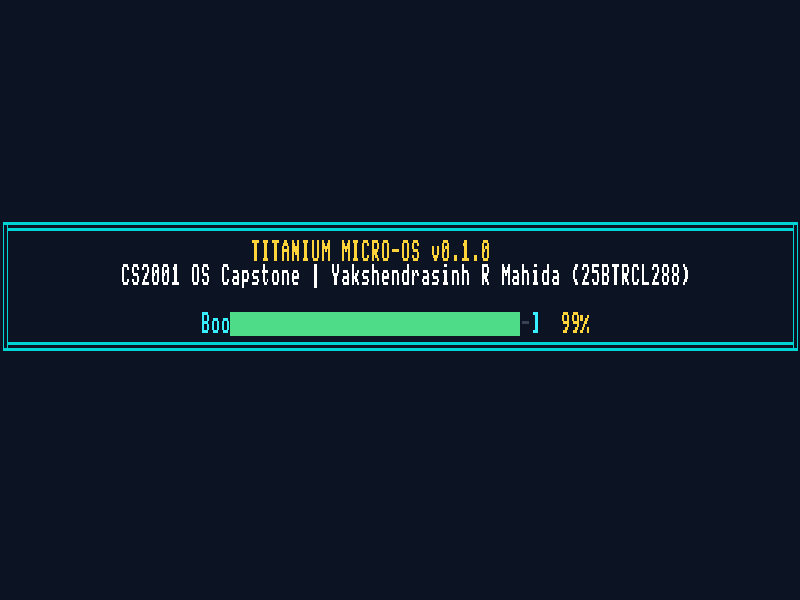 TITANIUM MICRO-OS v0.1.0
CS2001 OS Capstone | Yakshendrasinh R Mahida (25BTRCL288)
Boo -] 99%